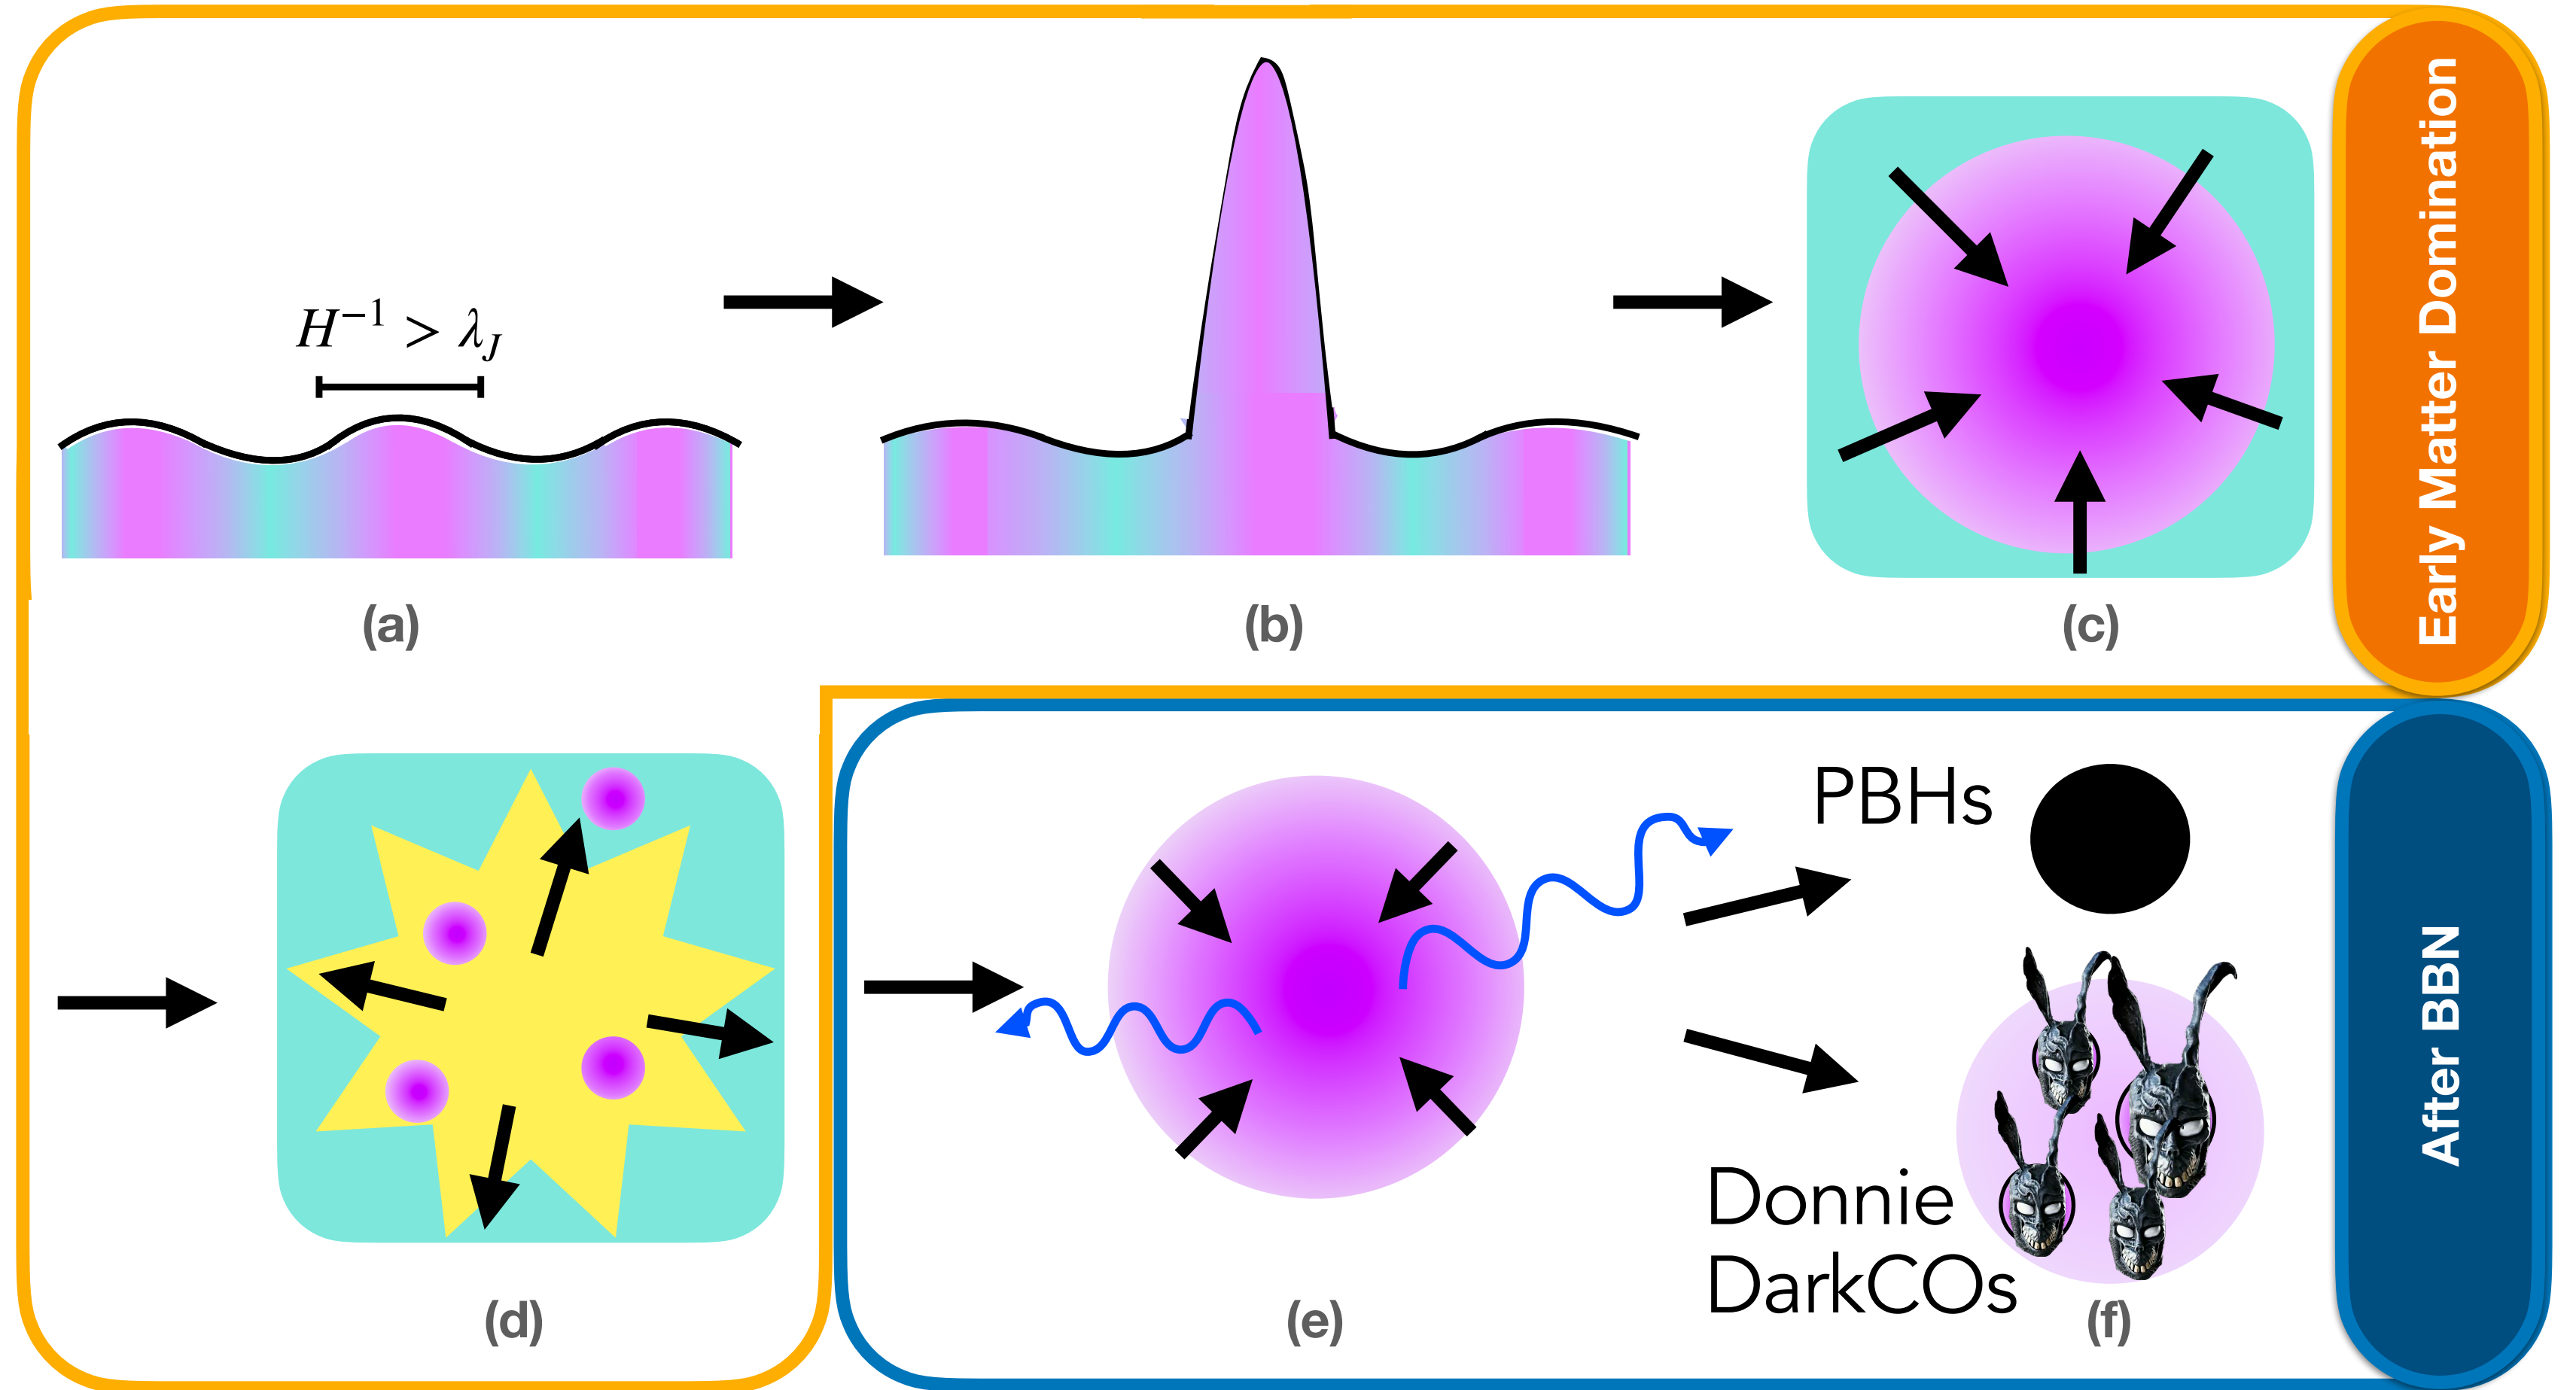 H⁻¹ > λ_J
(a)
(b)
(c)
Early Matter Domination
(d)
(e)
PBHs
Donnie
DarkCOs
(f)
After BBN